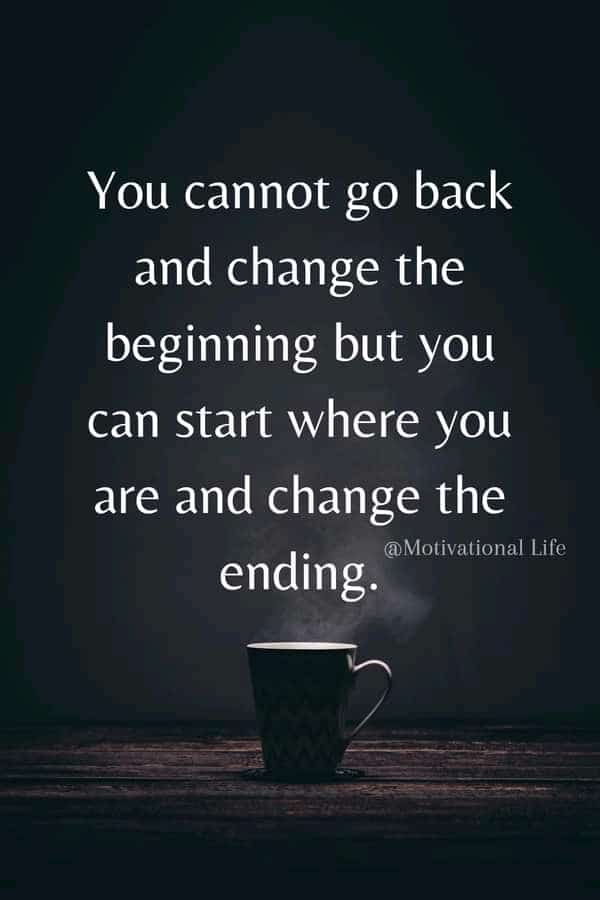 You cannot go back
and change the
beginning but you
can start where you
are and change the
@Motivational Life
ending.